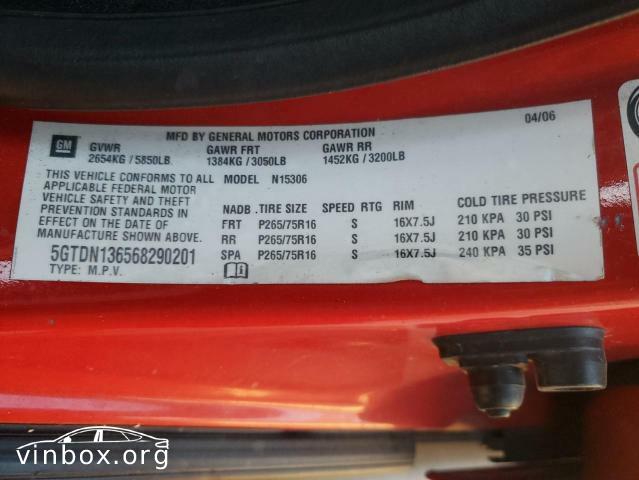 MFD BY GENERAL MOTORS CORPORATION 04/06
GM
GVWR GAWR FRT GAWR RR
2654KG / 5850LB 1384KG / 3050LB 1452KG / 3200LB
THIS VEHICLE CONFORMS TO ALL MODEL N15306
APPLICABLE FEDERAL MOTOR
VEHICLE SAFETY AND THEFT
PREVENTION STANDARDS IN
EFFECT ON THE DATE OF
MANUFACTURE SHOWN ABOVE.
5GTDN136568290201
TYPE: M.P.V.
NADB. TIRE SIZE SPEED RTG RIM COLD TIRE PRESSURE
FRT P265/75R16 S 16X7.5J 210 KPA 30 PSI
RR P265/75R16 S 16X7.5J 210 KPA 30 PSI
SPA P265/75R16 S 16X7.5J 240 KPA 35 PSI
vinbox.org